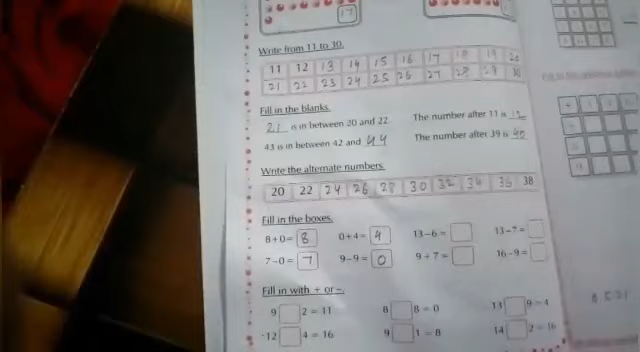 17
Write from 11 to 30.
11 12 13 14 15 16 17 18 19 20
21 22 23 24 25 26 27 28 29 30
Fill in the blanks.
21 is in between 20 and 22. The number after 11 is 12
43 is in between 42 and 44 The number after 39 is 40
Write the alternate numbers.
20 22 24 26 28 30 32 34 36 38
Fill in the boxes.
8+0= 8 0+4= 4 13-6= 13-7=
7-0= 7 9-9= 0 9+7= 16-9=
Fill in with + or -.
9 2 = 11 8 8 = 0 13 9 = 4
12 4 = 16 9 1 = 8 14 2 = 16